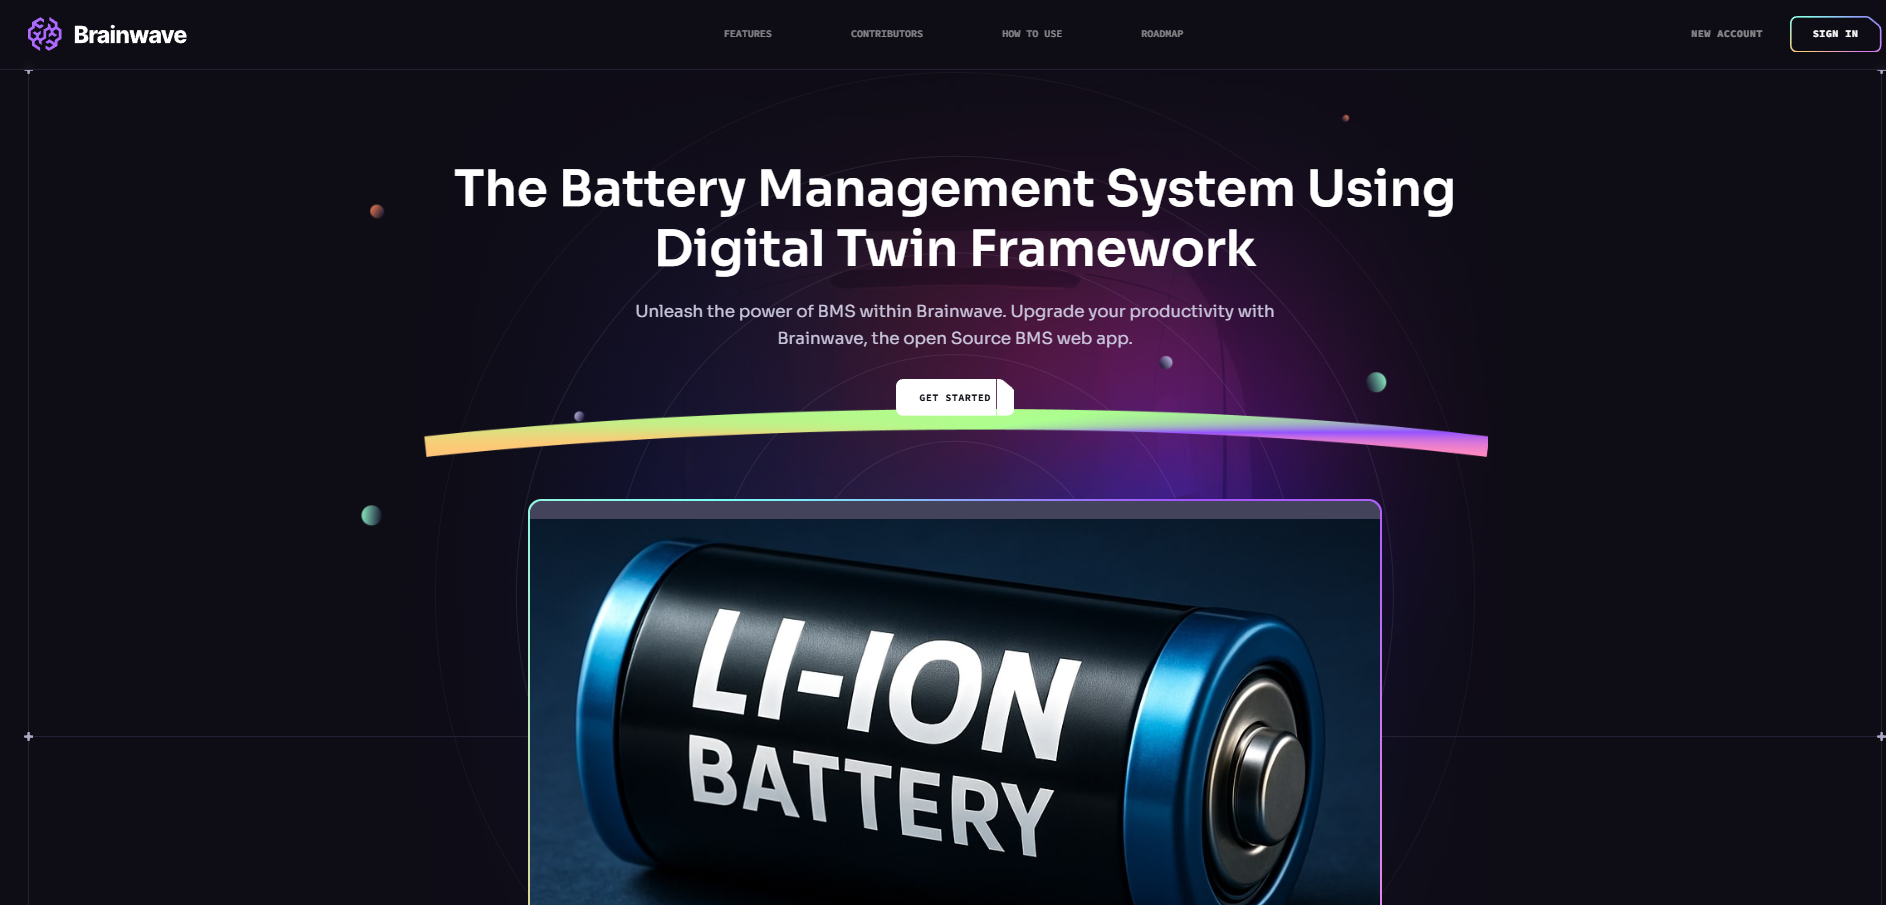 Brainwave
FEATURES
CONTRIBUTORS
HOW TO USE
ROADMAP
NEW ACCOUNT
SIGN IN
The Battery Management System Using
Digital Twin Framework
Unleash the power of BMS within Brainwave. Upgrade your productivity with
Brainwave, the open Source BMS web app.
GET STARTED
LI-ION
BATTERY